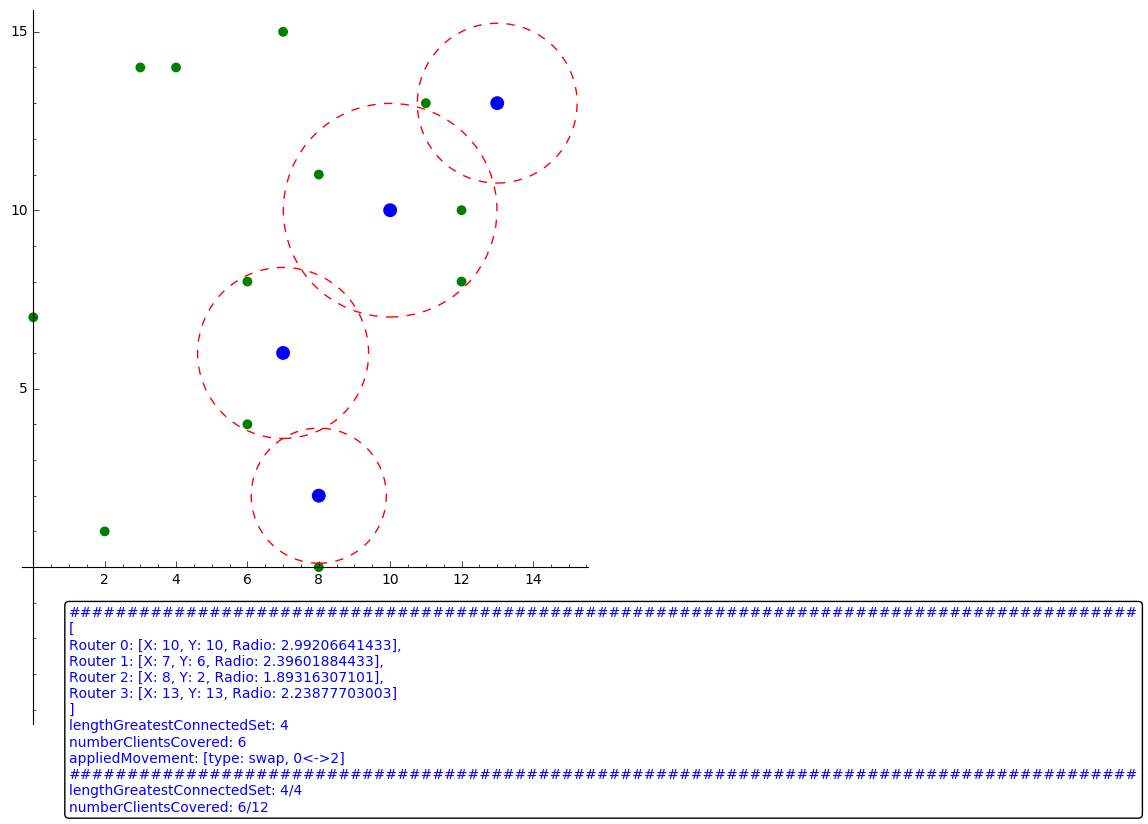 15
10
5
2 4 6 8 10 12 14
###########################################################################################
[
Router 0: [X: 10, Y: 10, Radio: 2.99206641433],
Router 1: [X: 7, Y: 6, Radio: 2.39601884433],
Router 2: [X: 8, Y: 2, Radio: 1.89316307101],
Router 3: [X: 13, Y: 13, Radio: 2.23877703003]
]
lengthGreatestConnectedSet: 4
numberClientsCovered: 6
appliedMovement: [type: swap, 0<->2]
###########################################################################################
lengthGreatestConnectedSet: 4/4
numberClientsCovered: 6/12